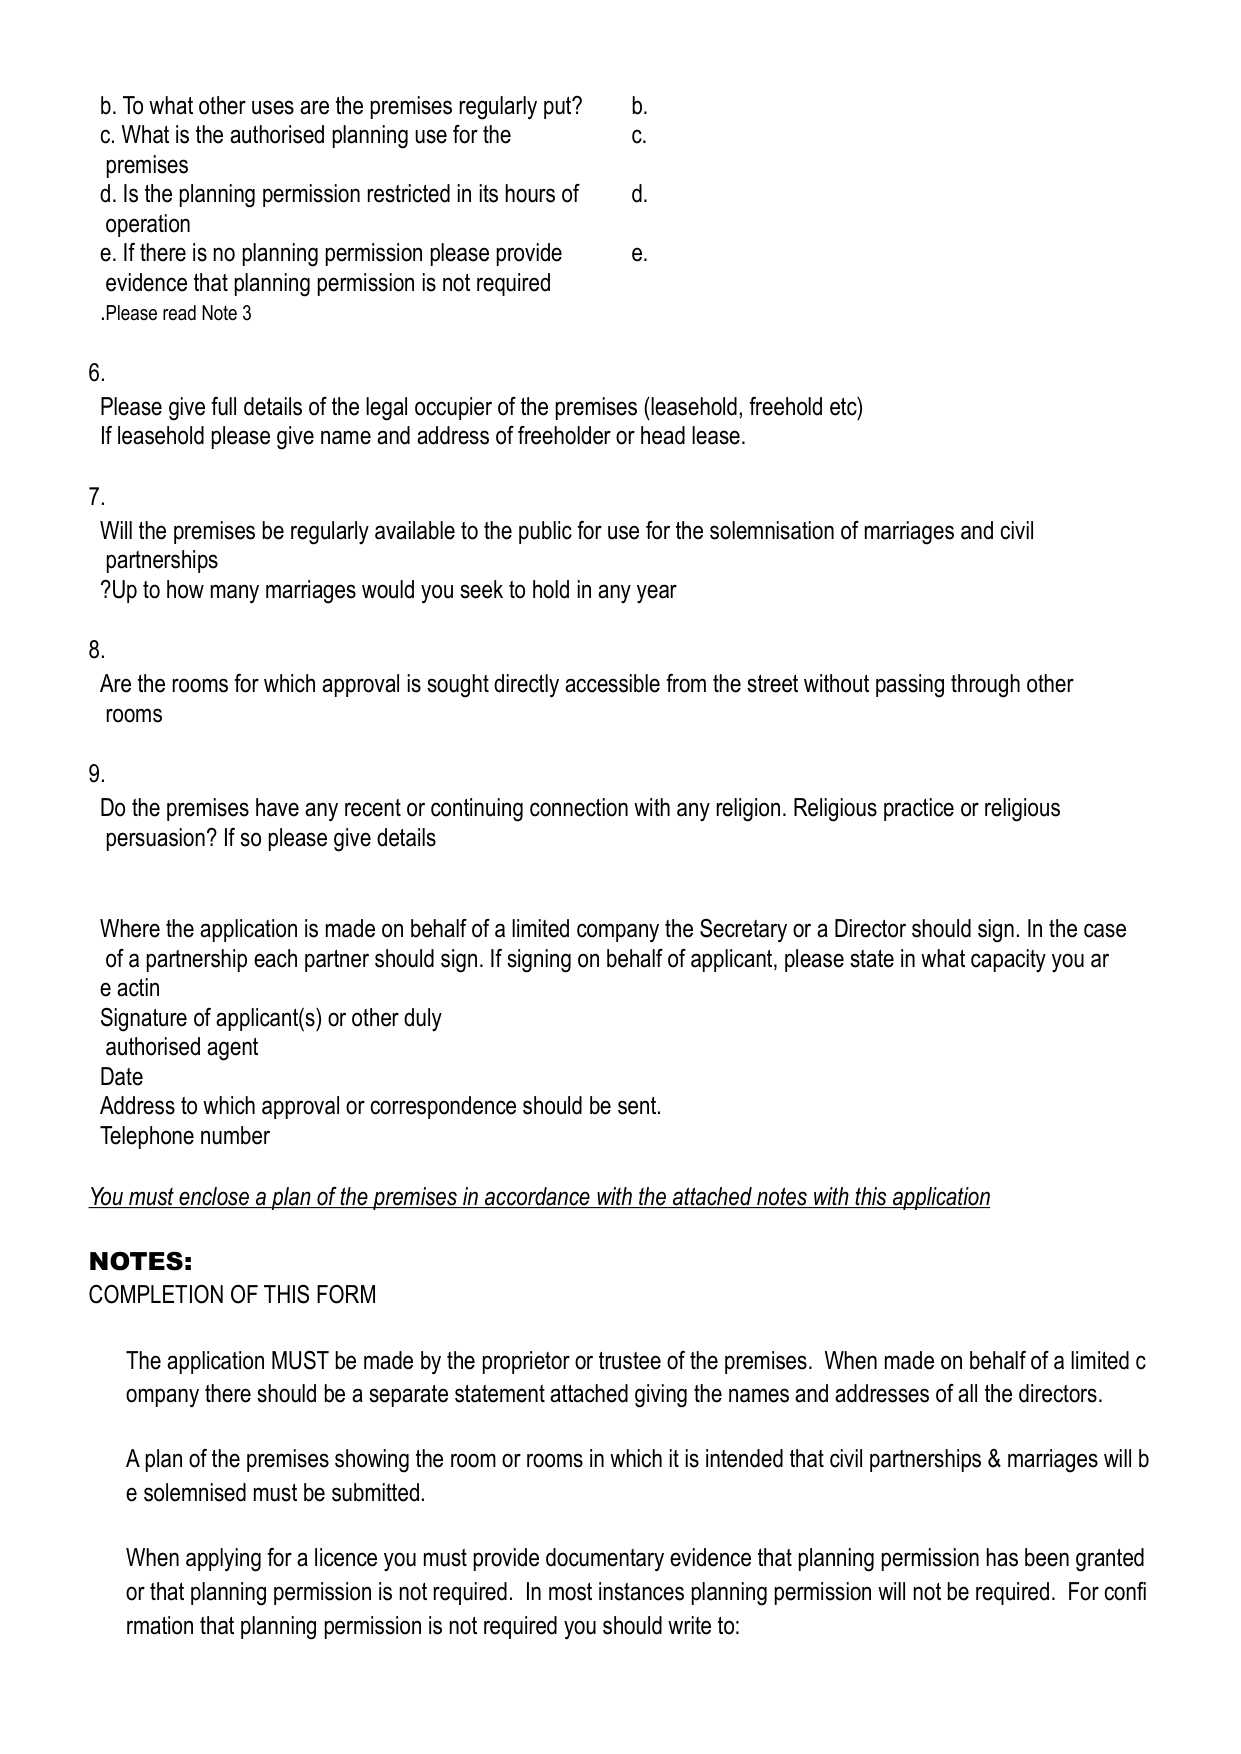 b. To what other uses are the premises regularly put? b.
c. What is the authorised planning use for the c.
premises
d. Is the planning permission restricted in its hours of d.
operation
e. If there is no planning permission please provide e.
evidence that planning permission is not required
.Please read Note 3
6.
Please give full details of the legal occupier of the premises (leasehold, freehold etc)
If leasehold please give name and address of freeholder or head lease.
7.
Will the premises be regularly available to the public for use for the solemnisation of marriages and civil
partnerships
?Up to how many marriages would you seek to hold in any year
8.
Are the rooms for which approval is sought directly accessible from the street without passing through other
rooms
9.
Do the premises have any recent or continuing connection with any religion. Religious practice or religious
persuasion? If so please give details
Where the application is made on behalf of a limited company the Secretary or a Director should sign. In the case
of a partnership each partner should sign. If signing on behalf of applicant, please state in what capacity you ar
e actin
Signature of applicant(s) or other duly
authorised agent
Date
Address to which approval or correspondence should be sent.
Telephone number
You must enclose a plan of the premises in accordance with the attached notes with this application
NOTES:
COMPLETION OF THIS FORM
The application MUST be made by the proprietor or trustee of the premises.  When made on behalf of a limited c
ompany there should be a separate statement attached giving the names and addresses of all the directors.
A plan of the premises showing the room or rooms in which it is intended that civil partnerships & marriages will b
e solemnised must be submitted.
When applying for a licence you must provide documentary evidence that planning permission has been granted
or that planning permission is not required.  In most instances planning permission will not be required.  For confi
rmation that planning permission is not required you should write to: